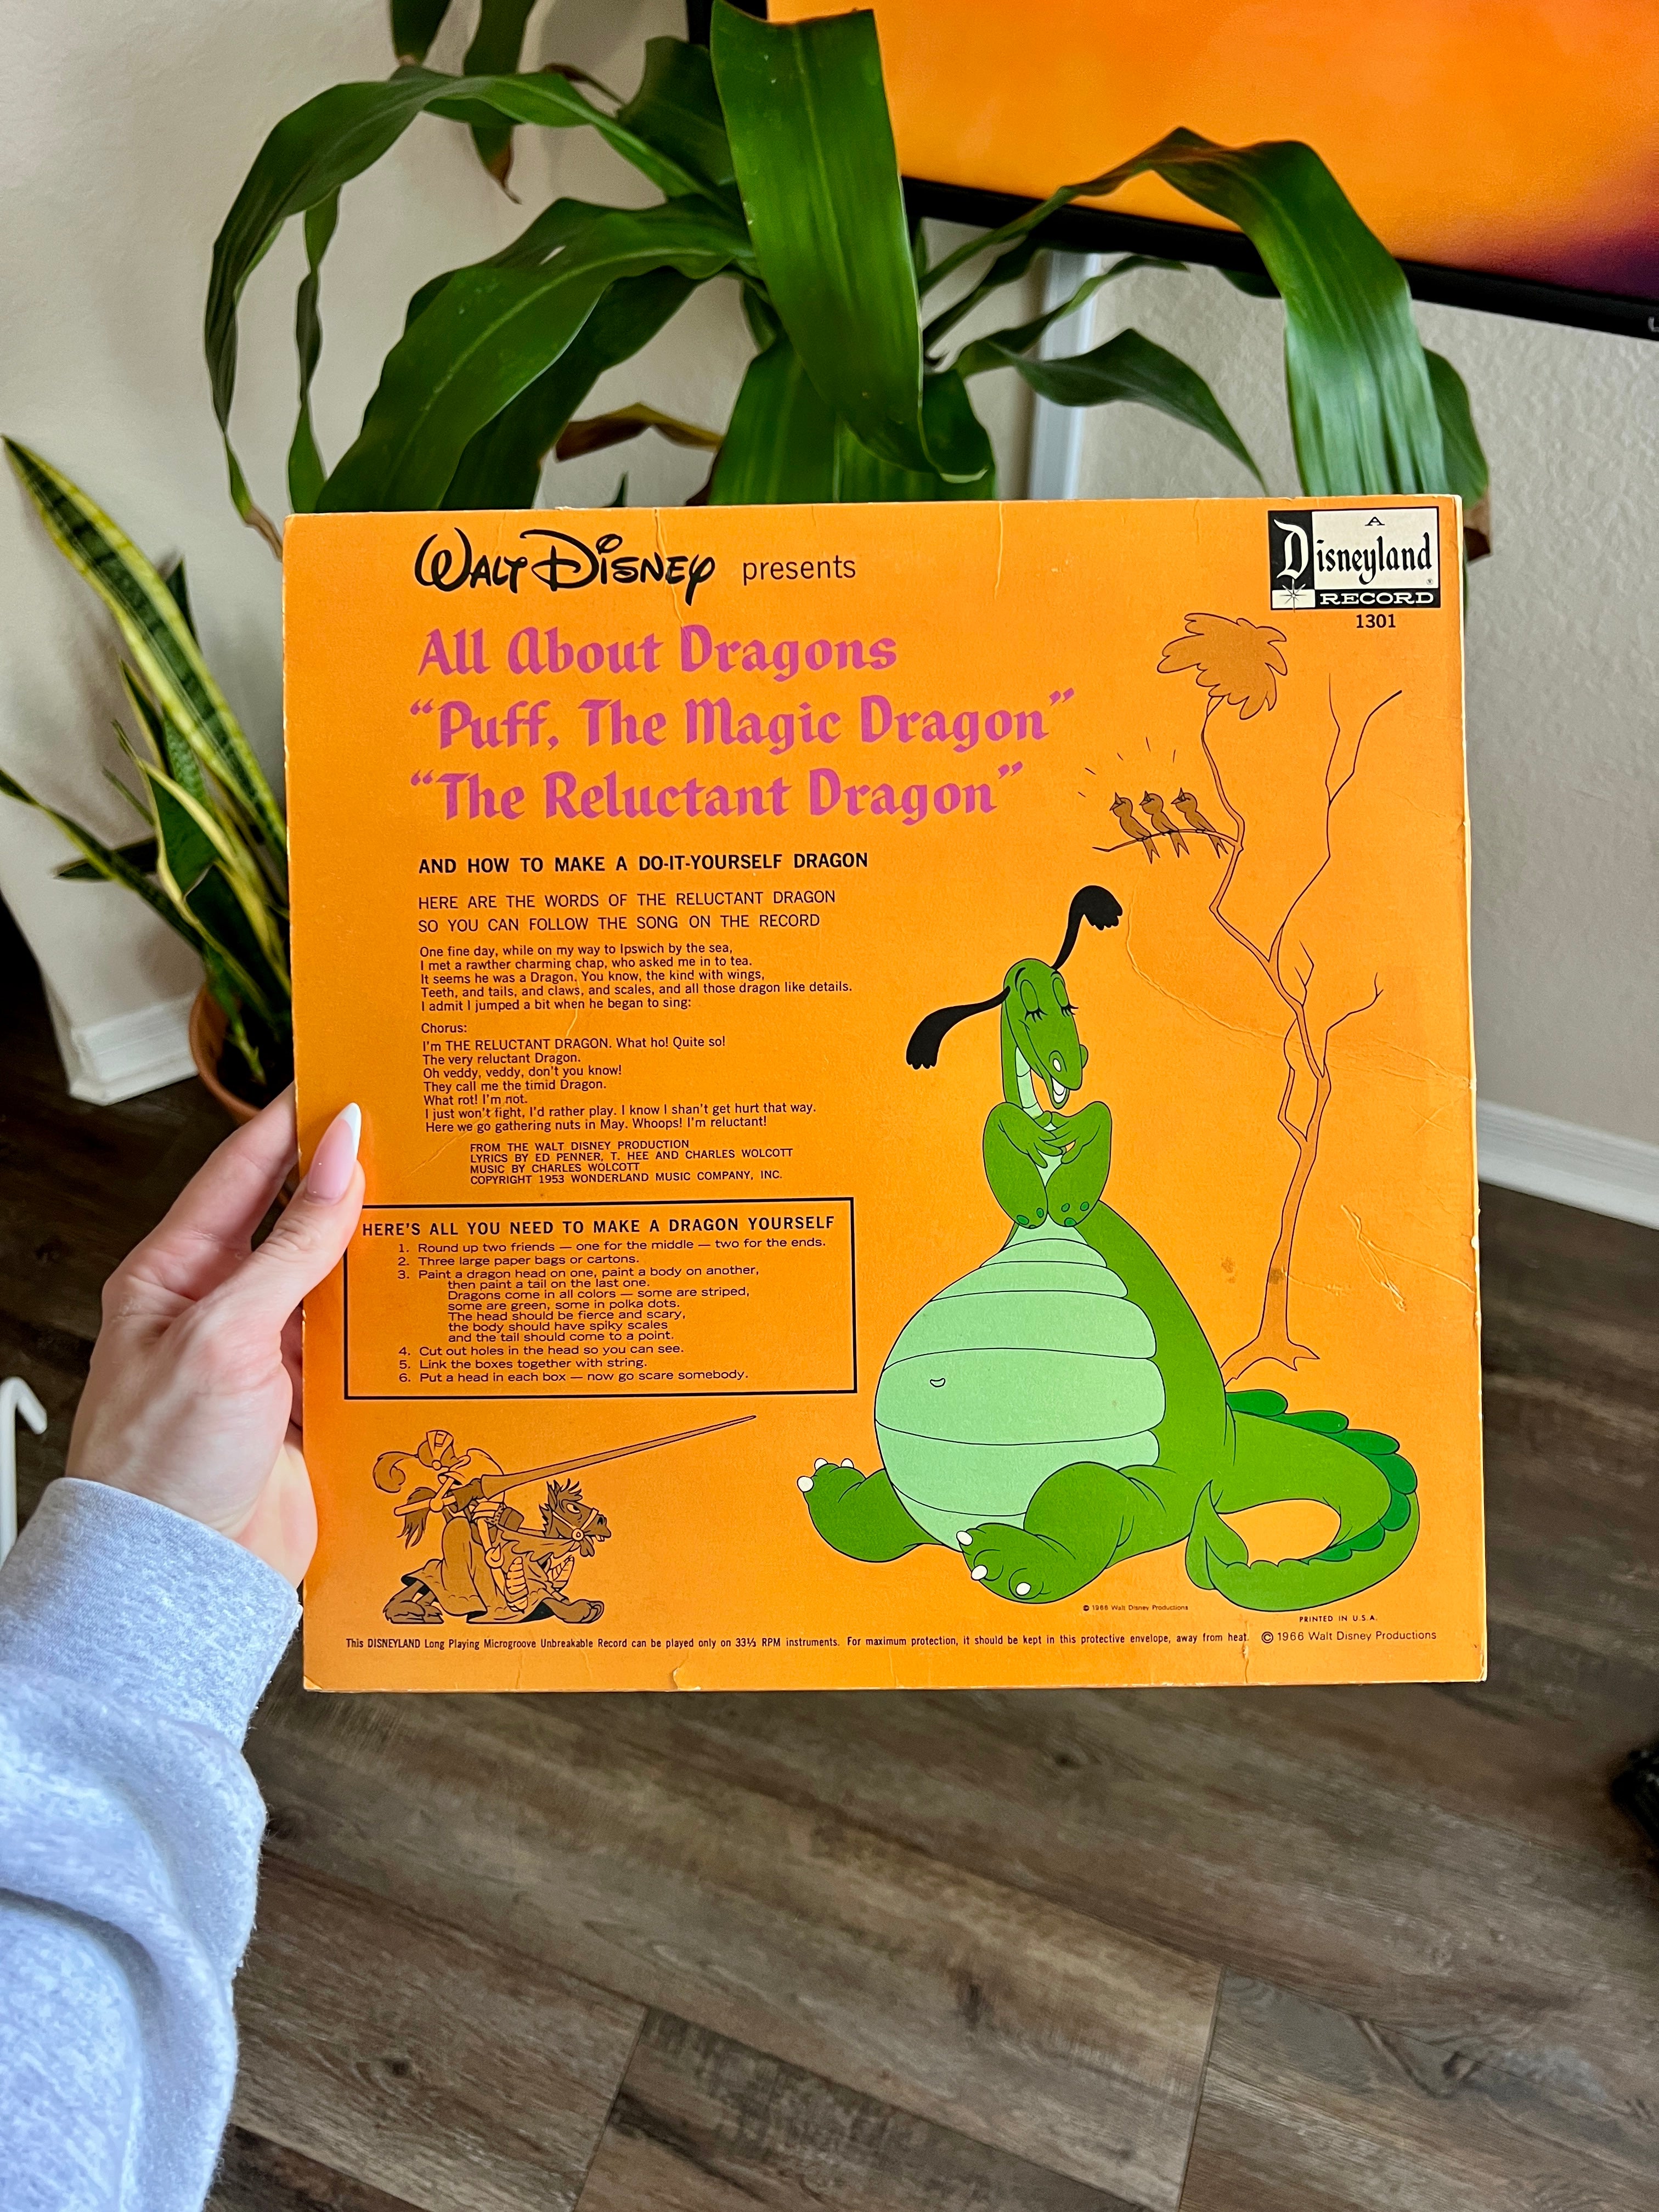 WALT DISNEY presents
A
Disneyland
RECORD
1301
All About Dragons
“Puff, The Magic Dragon”
“The Reluctant Dragon”
AND HOW TO MAKE A DO-IT-YOURSELF DRAGON
HERE ARE THE WORDS OF THE RELUCTANT DRAGON
SO YOU CAN FOLLOW THE SONG ON THE RECORD
One fine day, while on my way to Ipswich by the sea,
I met a rawther charming chap, who asked me in to tea.
It seems he was a Dragon. You know, the kind with wings,
Teeth, and tails, and claws, and scales, and all those dragon like details.
I admit I jumped a bit when he began to sing:
Chorus:
I'm THE RELUCTANT DRAGON. What ho! Quite so!
The very reluctant Dragon.
Oh veddy, veddy, don't you know!
They call me the timid Dragon.
What rot! I'm not.
I just won't fight, I'd rather play. I know I shan't get hurt that way.
Here we go gathering nuts in May. Whoops! I'm reluctant!
FROM THE WALT DISNEY PRODUCTION
LYRICS BY ED PENNER, T. HEE AND CHARLES WOLCOTT
MUSIC BY CHARLES WOLCOTT
COPYRIGHT 1953 WONDERLAND MUSIC COMPANY, INC.
HERE'S ALL YOU NEED TO MAKE A DRAGON YOURSELF
1. Round up two friends — one for the middle — two for the ends.
2. Three large paper bags or cartons.
3. Paint a dragon head on one, paint a body on another,
then paint a tail on the last one.
Dragons come in all colors — some are striped,
some are green, some in polka dots.
The head should be fierce and scary,
the body should have spiky scales
and the tail should come to a point.
4. Cut out holes in the head so you can see.
5. Link the boxes together with string.
6. Put a head in each box — now go scare somebody.
© 1966 Walt Disney Productions
PRINTED IN U.S.A.
This DISNEYLAND Long Playing Microgroove Unbreakable Record can be played only on 33⅓ RPM instruments. For maximum protection, it should be kept in this protective envelope, away from heat. © 1966 Walt Disney Productions